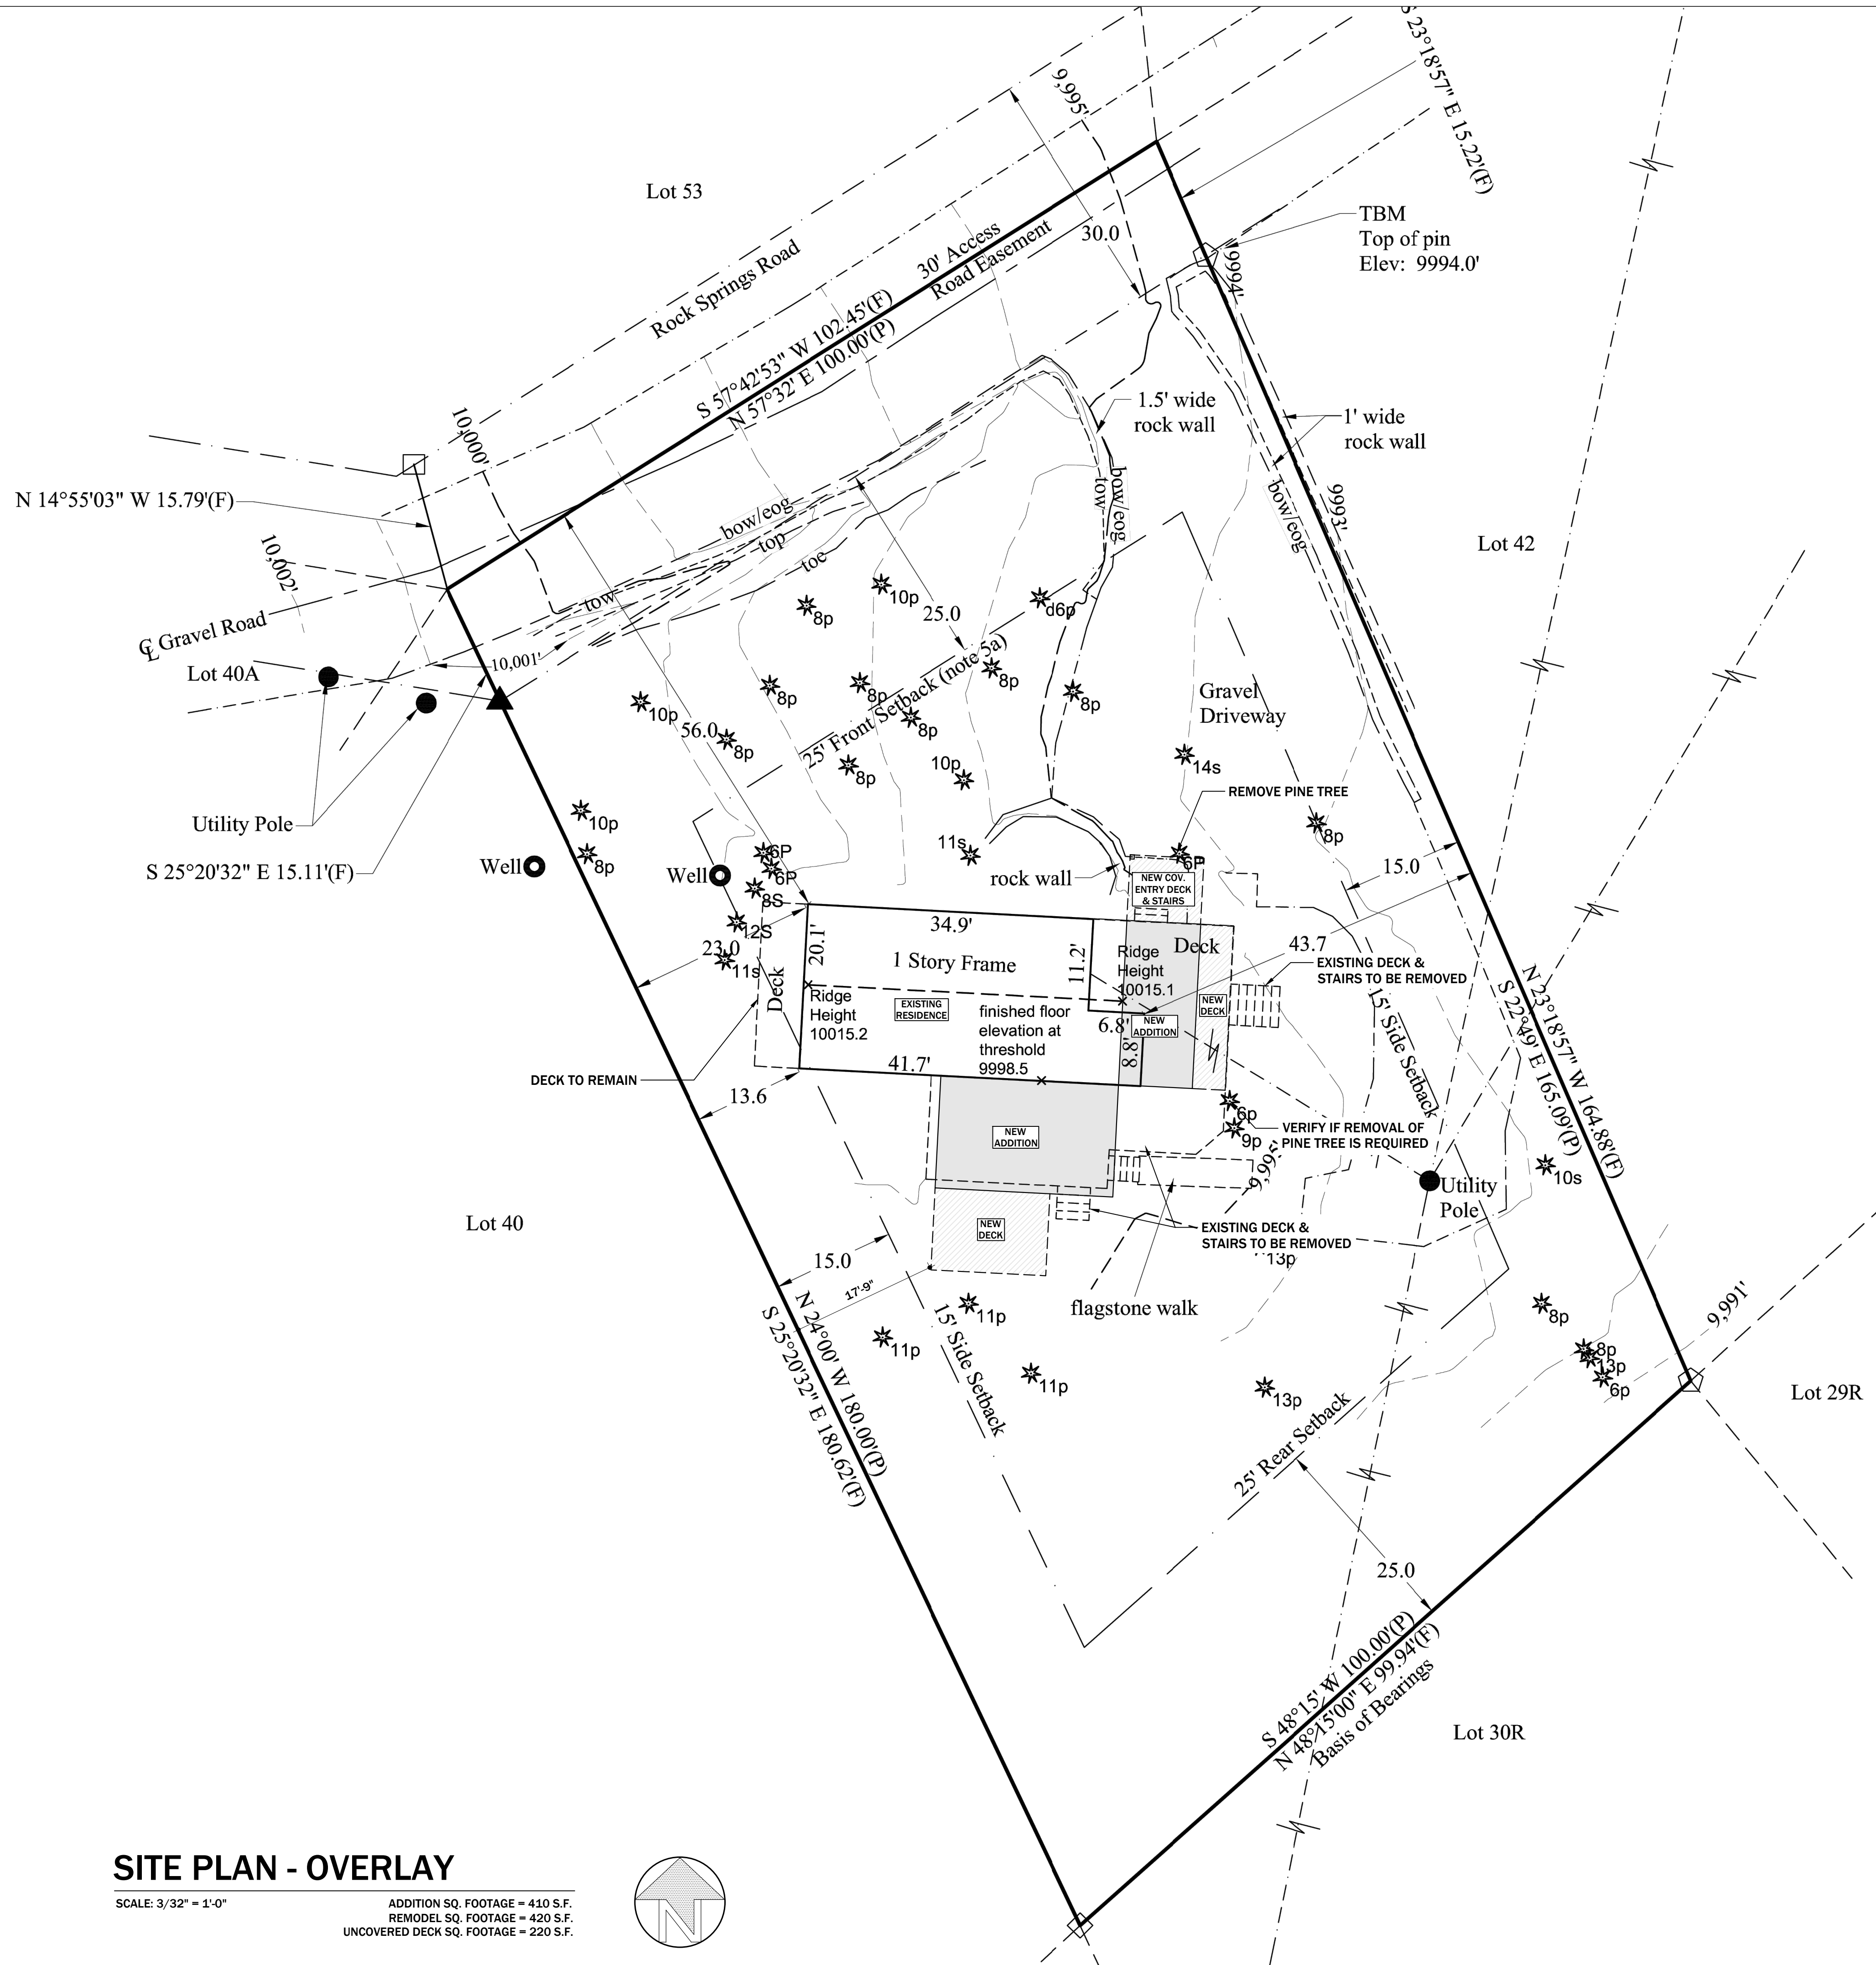 S 23°18'57" E 15.22'(F)
9,995'
Lot 53
TBM
Top of pin
Elev: 9994.0'
30.0
30' Access
Road Easement
Rock Springs Road
9994'
S 57°42'53" W 102.45'(F)
N 57°32' E 100.00'(P)
1.5' wide
rock wall
1' wide
rock wall
10,000'
N 14°55'03" W 15.79'(F)
bow/eog
tow
bow/eog
9993'
bow/eog
top
toe
tow
Lot 42
10,002'
10p
8p
25.0
d6p
℄ Gravel Road
10,001'
Lot 40A
25' Front Setback (note 5a)
8p
8p
8p
8p
10p
8p
56.0
8p
8p
10p
Gravel
Driveway
14s
REMOVE PINE TREE
Utility Pole
10p
8p
8p
11s
6P
6P
6P
8S
12S
11s
15.0
S 25°20'32" E 15.11'(F)
Well
Well
rock wall
NEW COV.
ENTRY DECK
& STAIRS
34.9'
20.1'
11.2'
23.0
1 Story Frame
Deck
Deck
43.7
Ridge
Height
10015.1
EXISTING DECK &
STAIRS TO BE REMOVED
Ridge
Height
10015.2
EXISTING
RESIDENCE
finished floor
elevation at
threshold
9998.5
NEW
DECK
6.8'
NEW
ADDITION
8.8'
41.7'
15' Side Setback
N 23°18'57" W 164.88'(F)
S 22°49' E 165.09'(P)
DECK TO REMAIN
13.6
6p
9p
VERIFY IF REMOVAL OF
PINE TREE IS REQUIRED
NEW
ADDITION
9,995'
10s
Utility
Pole
Lot 40
NEW
DECK
EXISTING DECK &
STAIRS TO BE REMOVED
13p
15.0
17'-9"
flagstone walk
11p
11p
11p
13p
8p
8p
13p
6p
9,991'
Lot 29R
15' Side Setback
N 24°00' W 180.00'(P)
S 25°20'32" E 180.62'(F)
25' Rear Setback
25.0
S 48°15' W 100.00'(P)
N 48°15'00" E 99.94'(F)
Basis of Bearings
Lot 30R
SITE PLAN - OVERLAY
SCALE: 3/32" = 1'-0"
ADDITION SQ. FOOTAGE = 410 S.F.
REMODEL SQ. FOOTAGE = 420 S.F.
UNCOVERED DECK SQ. FOOTAGE = 220 S.F.
N